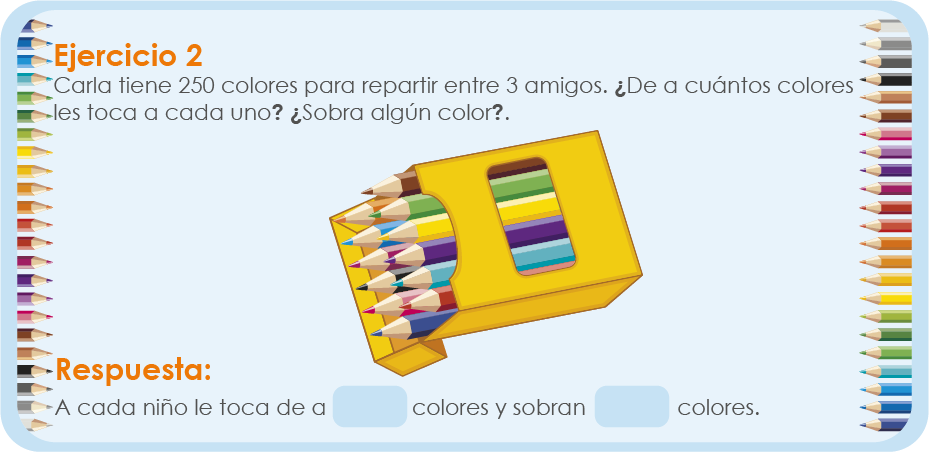 Ejercicio 2
Carla tiene 250 colores para repartir entre 3 amigos. ¿De a cuántos colores
les toca a cada uno? ¿Sobra algún color?.
Respuesta:
A cada niño le toca de a colores y sobran colores.